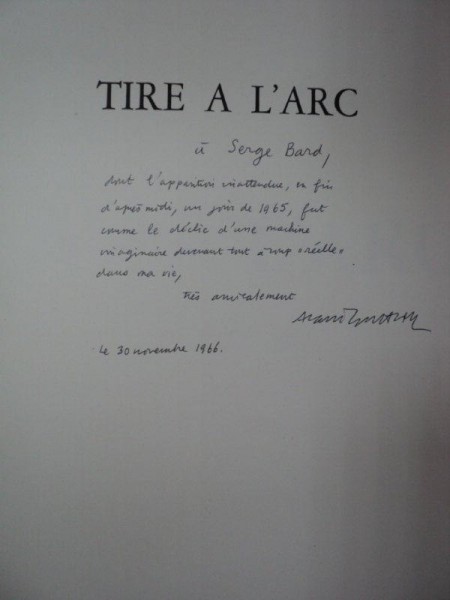 TIRE A L'ARC
à Serge Bard,
dont l'apparition inattendue, en fin
d'après midi, un jour de 1965, fut
comme le déclic d'une machine
imaginaire devenant tout à coup "réelle"
dans ma vie,
très amicalement
Alain
Le 30 novembre 1966.